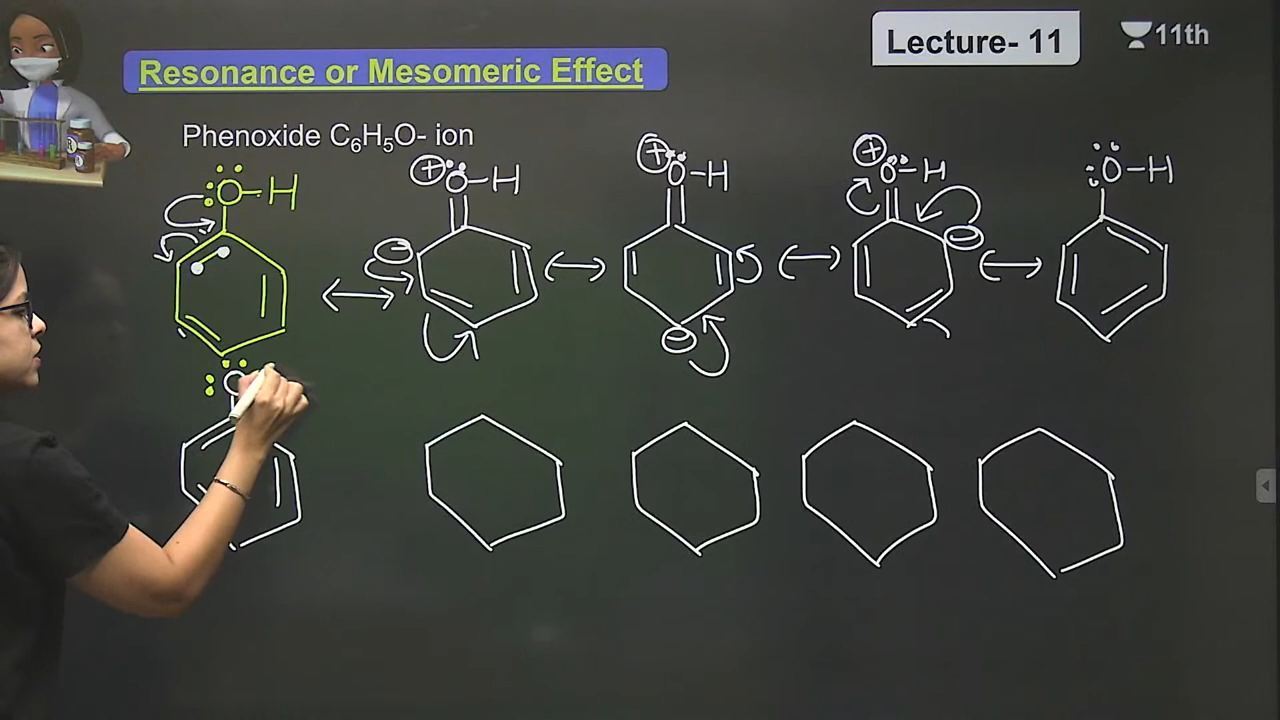 Lecture- 11
11th
Resonance or Mesomeric Effect
Phenoxide C₆H₅O- ion
Ö-H
⊕ Ö-H
⊕ Ö-H
⊕ Ö-H
Ö-H
⊖
⊖
⊖
O